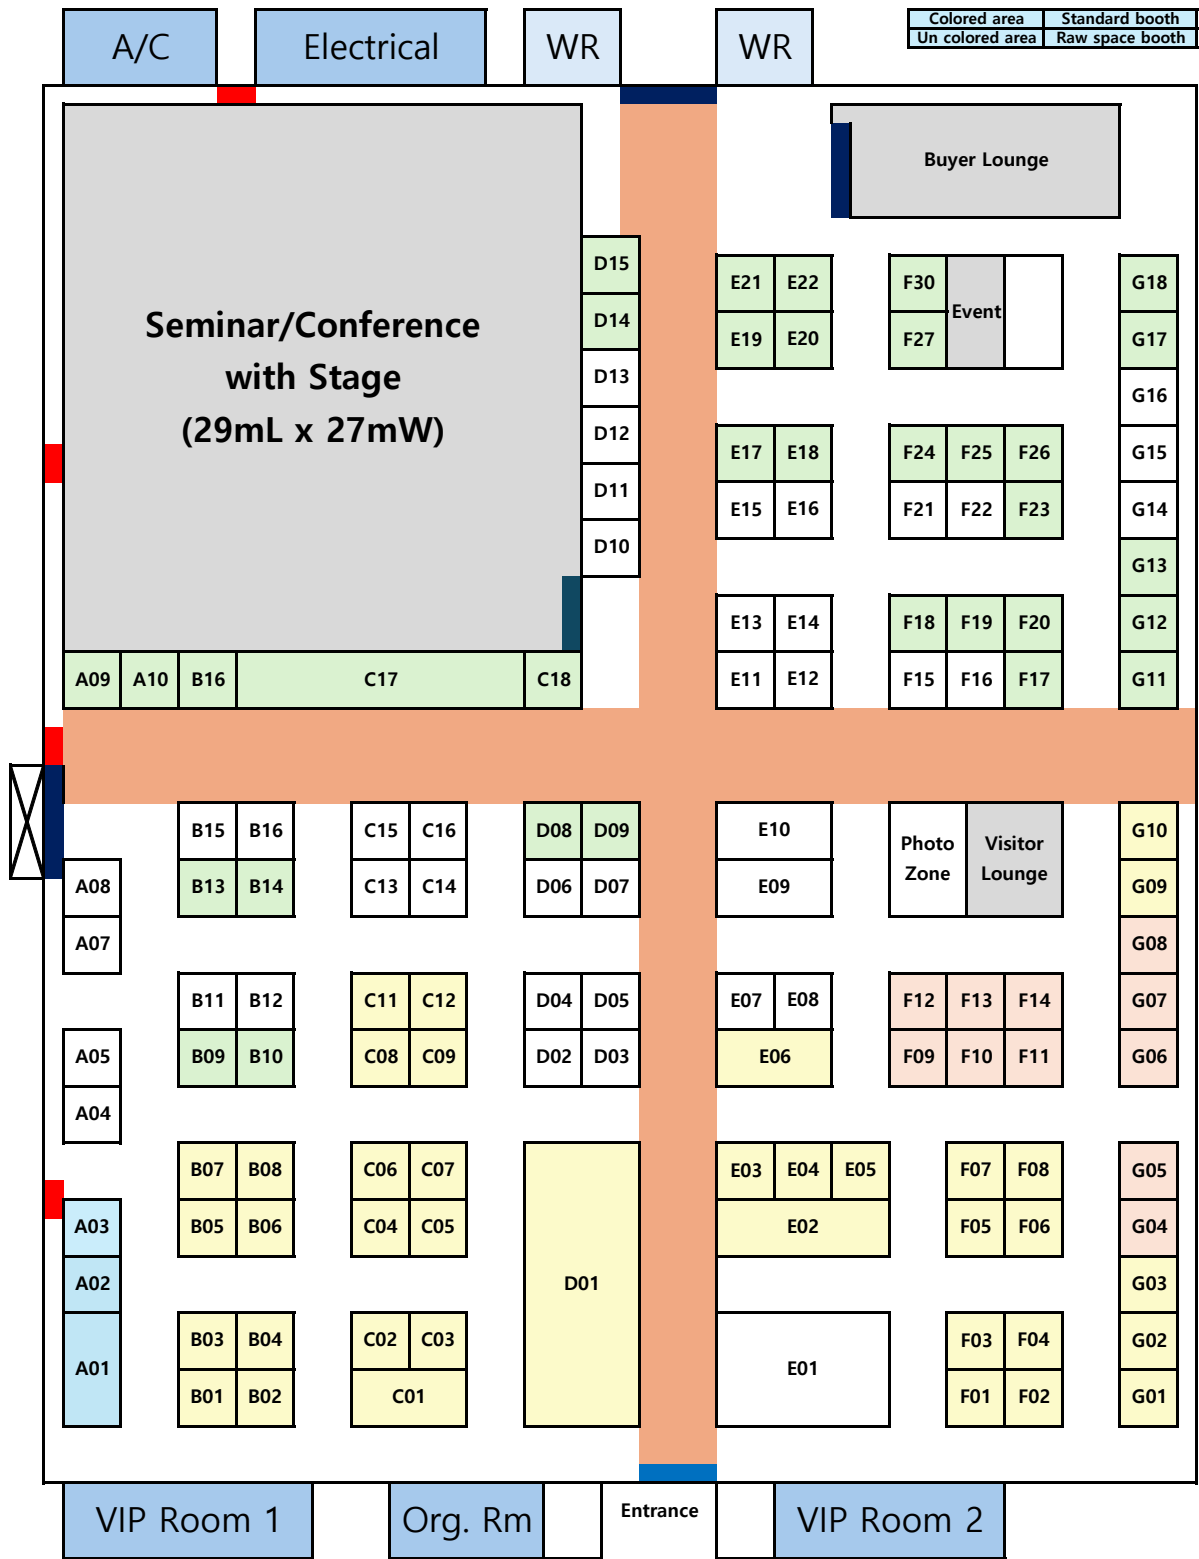 A/C
Electrical
WR
WR
Colored area
Standard booth
Un colored area
Raw space booth
Buyer Lounge
Seminar/Conference
with Stage
(29mL x 27mW)
D15
D14
D13
D12
D11
D10
E21 E22
E19 E20
F30
F27
Event
G18
G17
G16
G15
G14
G13
G12
G11
E17 E18
E15 E16
F24 F25 F26
F21 F22 F23
E13 E14
E11 E12
F18 F19 F20
F15 F16 F17
A09 A10 B16 C17 C18
B15 B16
B13 B14
C15 C16
C13 C14
D08 D09
D06 D07
E10
E09
Photo
Zone
Visitor
Lounge
G10
G09
G08
G07
G06
A08
A07
B11 B12
B09 B10
C11 C12
C08 C09
D04 D05
D02 D03
E07 E08
E06
F12 F13 F14
F09 F10 F11
A05
A04
B07 B08
B05 B06
C06 C07
C04 C05
D01
E03 E04 E05
E02
F07 F08
F05 F06
G05
G04
G03
G02
G01
A03
A02
A01
B03 B04
B01 B02
C02 C03
C01
E01
F03 F04
F01 F02
VIP Room 1
Org. Rm
Entrance
VIP Room 2